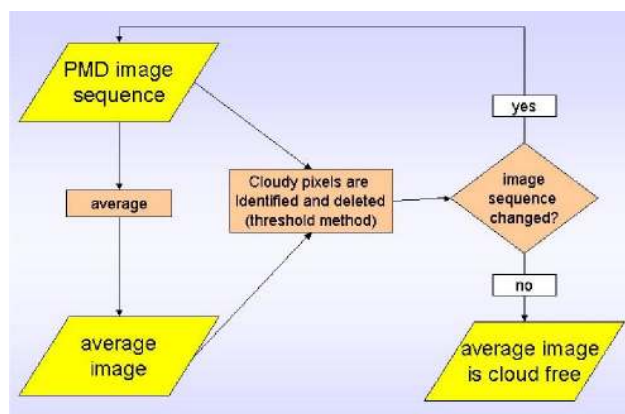 PMD image
sequence
average
average
image
Cloudy pixels are
identified and deleted
(threshold method)
yes
image
sequence
changed?
no
average image
is cloud free